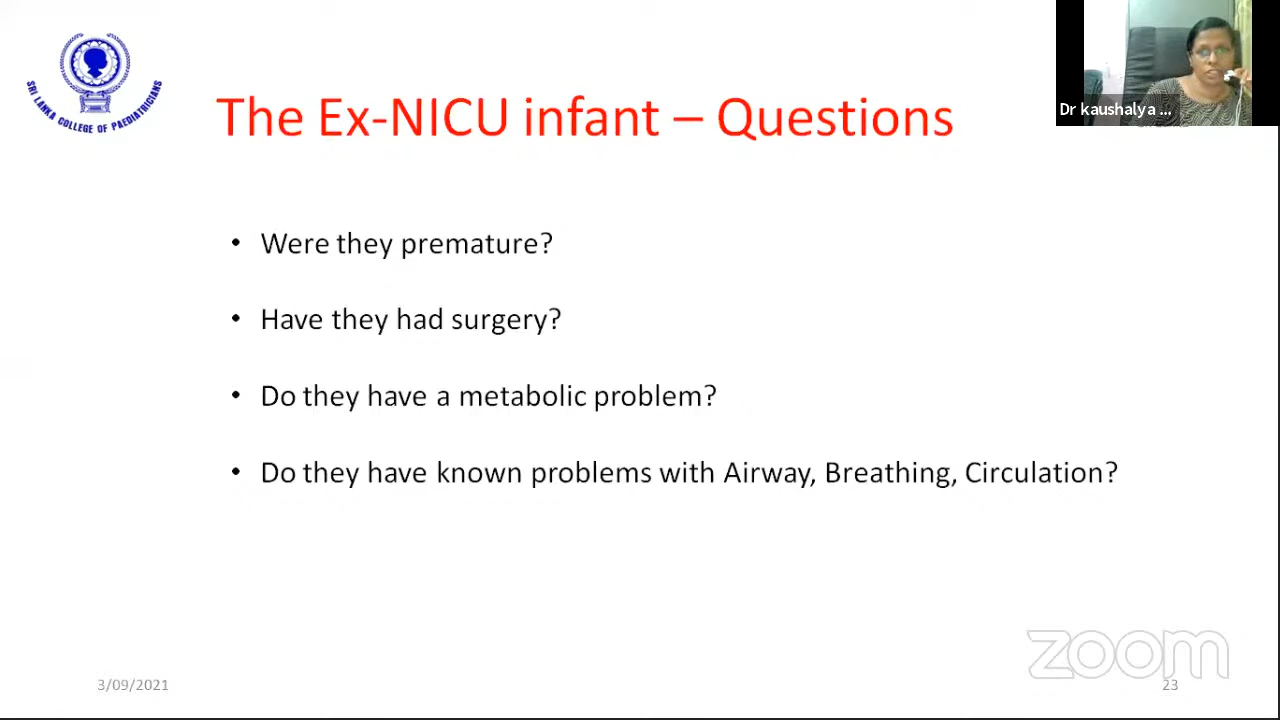 SRI LANKA COLLEGE OF PAEDIATRICIANS
Dr kaushalya ...
The Ex-NICU infant – Questions
• Were they premature?
• Have they had surgery?
• Do they have a metabolic problem?
• Do they have known problems with Airway, Breathing, Circulation?
zoom
3/09/2021
23